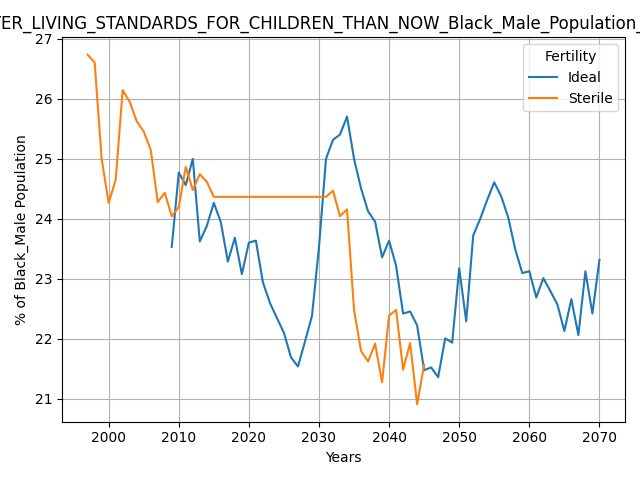 TER_LIVING_STANDARDS_FOR_CHILDREN_THAN_NOW_Black_Male_Population_
27
26
25
24
23
22
21
% of Black_Male Population
Fertility
Ideal
Sterile
2000 2010 2020 2030 2040 2050 2060 2070
Years